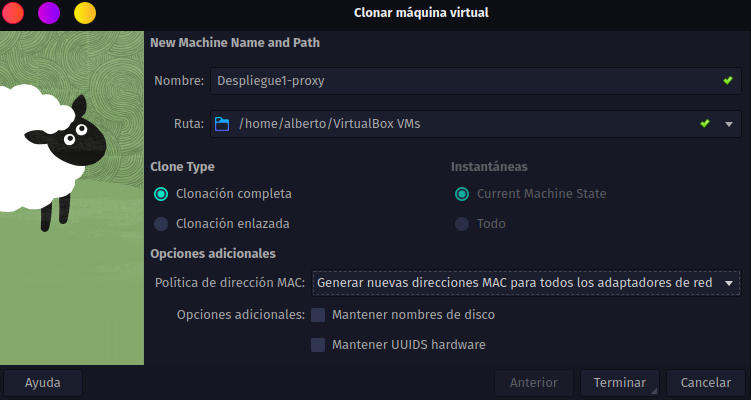 Clonar máquina virtual
New Machine Name and Path
Nombre: Despliegue1-proxy
Ruta: /home/alberto/VirtualBox VMs
Clone Type Instantáneas
Clonación completa Current Machine State
Clonación enlazada Todo
Opciones adicionales
Política de dirección MAC: Generar nuevas direcciones MAC para todos los adaptadores de red
Opciones adicionales: Mantener nombres de disco
Mantener UUIDS hardware
Ayuda Anterior Terminar Cancelar